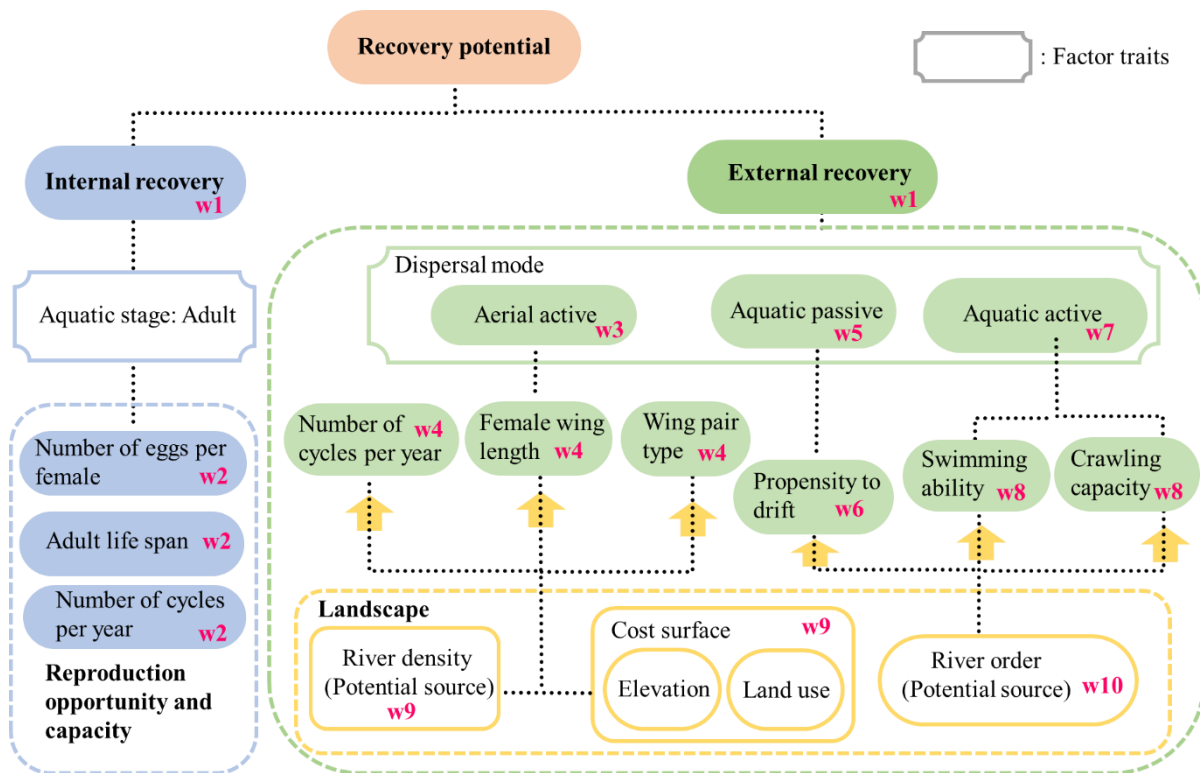 Recovery potential
: Factor traits
Internal recovery
w1
External recovery
w1
Aquatic stage: Adult
Dispersal mode
Aerial active
w3
Aquatic passive
w5
Aquatic active
w7
Number of eggs per
female w2
Adult life span w2
Number of cycles
per year w2
Reproduction
opportunity and
capacity
Number of w4
cycles per year
Female wing
length w4
Wing pair
type w4
Propensity to
drift w6
Swimming
ability w8
Crawling
capacity w8
Landscape
River density
(Potential source)
w9
Cost surface w9
Elevation
Land use
River order
(Potential source) w10